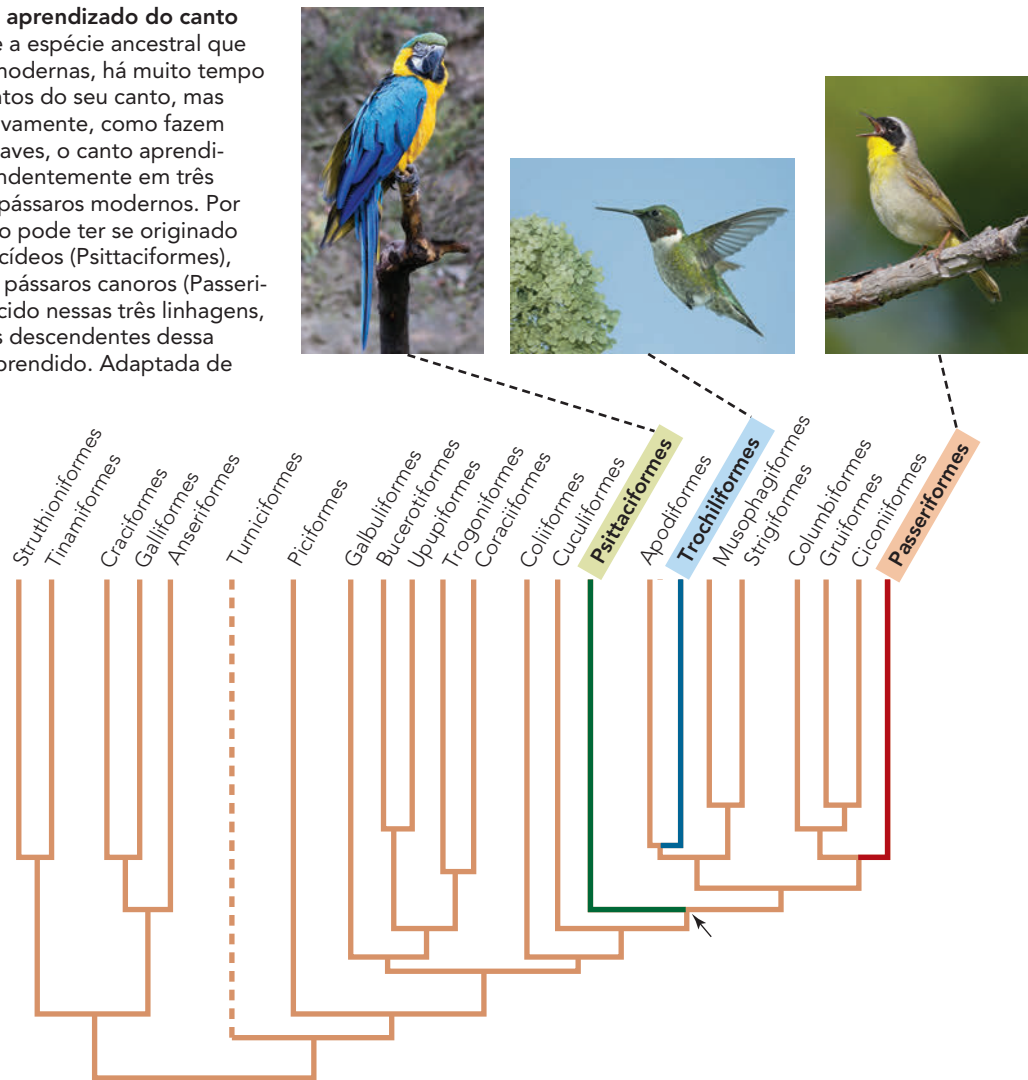 aprendizado do canto
e a espécie ancestral que
modernas, há muito tempo
ntos do seu canto, mas
ivamente, como fazem
aves, o canto aprendi-
ndentemente em três
pássaros modernos. Por
o pode ter se originado
cídeos (Psittaciformes),
pássaros canoros (Passeri-
cido nessas três linhagens,
s descendentes dessa
prendido. Adaptada de
Struthioniformes
Tinamiformes
Craciformes
Galliformes
Anseriformes
Turniciformes
Piciformes
Galbuliformes
Bucerotiformes
Upupiformes
Trogoniformes
Coraciiformes
Coliiformes
Cuculiformes
Psittaciformes
Apodiformes
Trochiliformes
Musophagiformes
Strigiformes
Columbiformes
Gruiformes
Ciconiiformes
Passeriformes